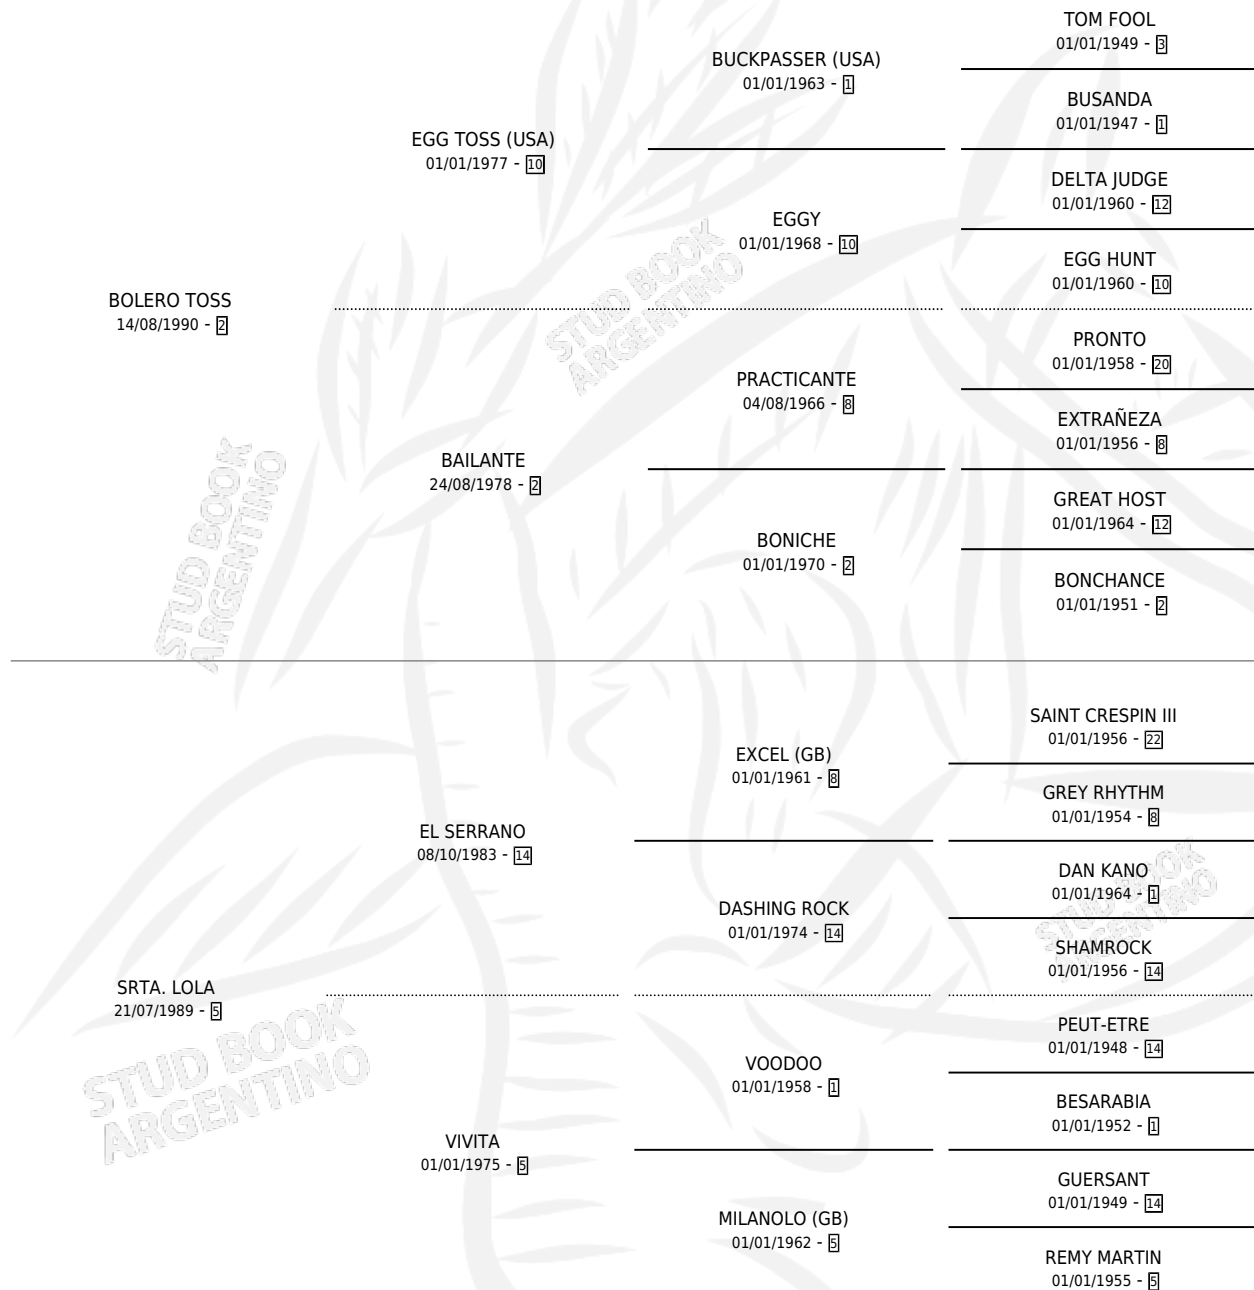 TOM FOOL
01/01/1949 - 3
BUCKPASSER (USA)
01/01/1963 - 1
BUSANDA
01/01/1947 - 1
EGG TOSS (USA)
01/01/1977 - 10
DELTA JUDGE
01/01/1960 - 12
EGGY
01/01/1968 - 10
EGG HUNT
01/01/1960 - 10
BOLERO TOSS
14/08/1990 - 2
STUD BOOK
ARGENTINO
PRONTO
01/01/1958 - 20
PRACTICANTE
04/08/1966 - 8
EXTRAÑEZA
01/01/1956 - 8
BAILANTE
24/08/1978 - 2
GREAT HOST
01/01/1964 - 12
BONICHE
01/01/1970 - 2
BONCHANCE
01/01/1951 - 2
STUD BOOK
ARGENTINO
SAINT CRESPIN III
01/01/1956 - 22
EXCEL (GB)
01/01/1961 - 8
GREY RHYTHM
01/01/1954 - 8
EL SERRANO
08/10/1983 - 14
DAN KANO
01/01/1964 - 1
STUD BOOK
ARGENTINO
DASHING ROCK
01/01/1974 - 14
SHAMROCK
01/01/1956 - 14
SRTA. LOLA
21/07/1989 - 5
STUD BOOK
ARGENTINO
PEUT-ETRE
01/01/1948 - 14
VOODOO
01/01/1958 - 1
BESARABIA
01/01/1952 - 1
VIVITA
01/01/1975 - 5
GUERSANT
01/01/1949 - 14
MILANOLO (GB)
01/01/1962 - 5
REMY MARTIN
01/01/1955 - 5